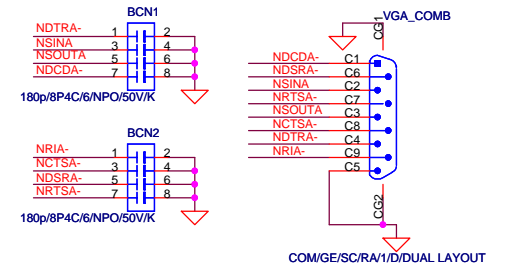 BCN1
NDTRA- 1 2
NSINA 3 4
NSOUTA 5 6
NDCDA- 7 8
180p/8P4C/6/NPO/50V/K
BCN2
NRIA- 1 2
NCTSA- 3 4
NDSRA- 5 6
NRTSA- 7 8
180p/8P4C/6/NPO/50V/K
VGA_COMB
CG1
NDCDA- C1
NDSRA- C6
NSINA C2
NRTSA- C7
NSOUTA C3
NCTSA- C8
NDTRA- C4
NRIA- C9
C5
CG2
COM/GE/SC/RA/1/D/DUAL LAYOUT